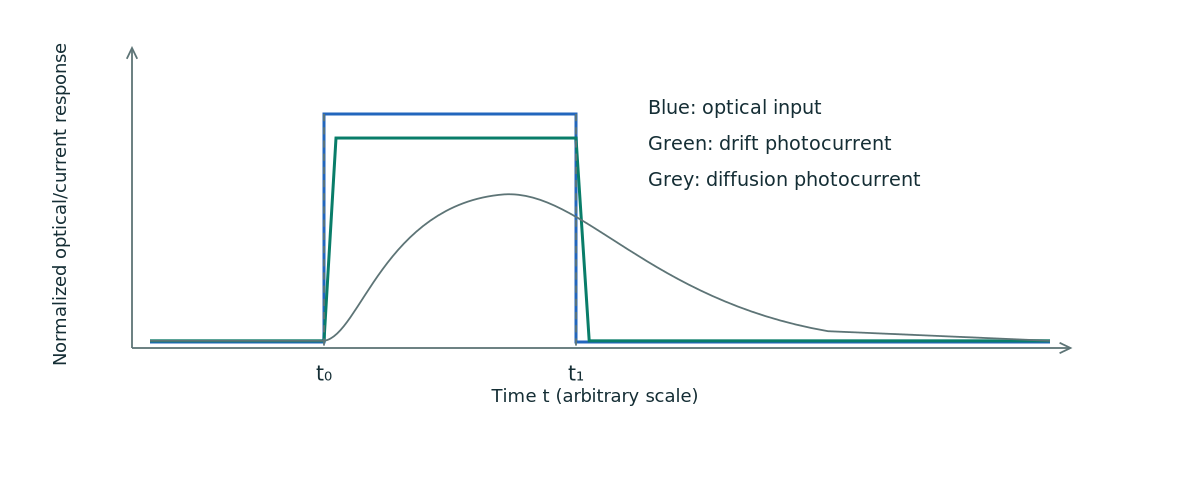 Normalized optical/current response
Blue: optical input
Green: drift photocurrent
Grey: diffusion photocurrent
t₀
t₁
Time t (arbitrary scale)